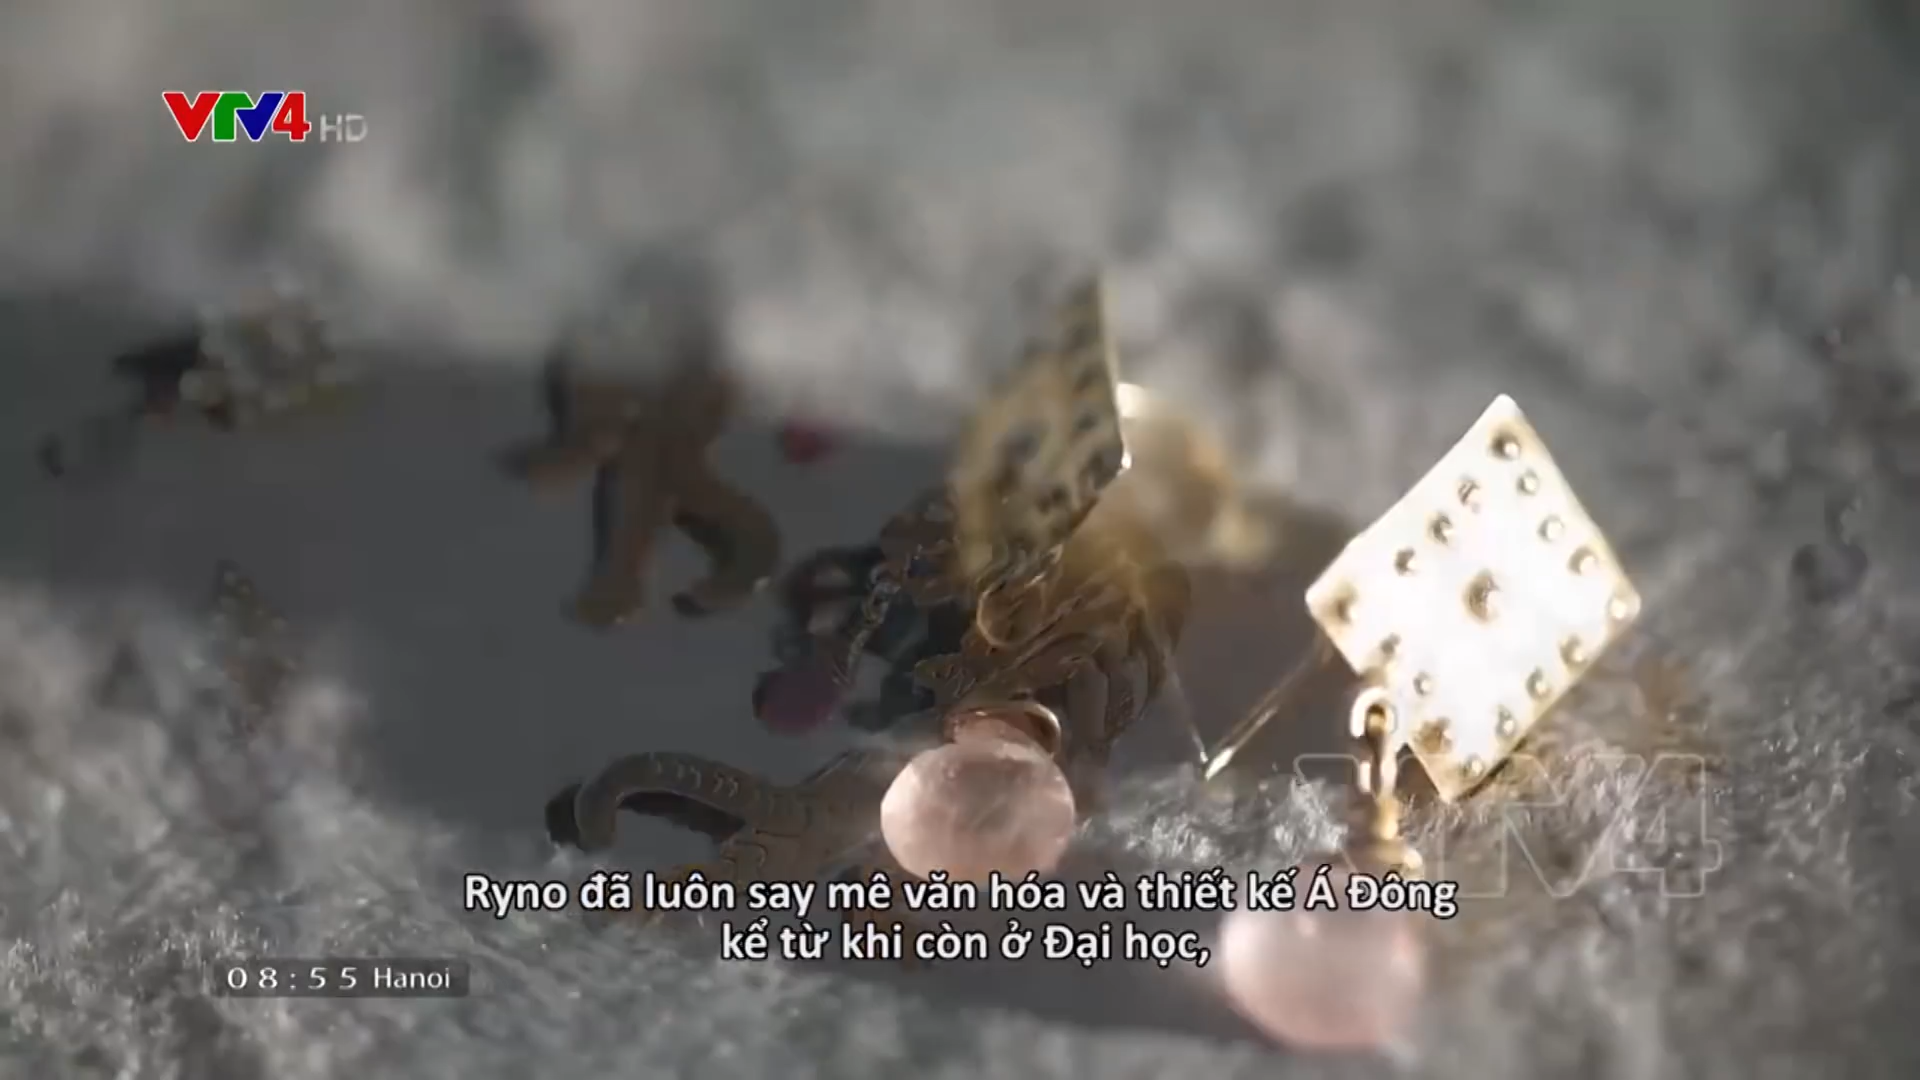 VTV4 HD
VTV4
Ryno đã luôn say mê văn hóa và thiết kế Á Đông
kể từ khi còn ở Đại học,
08:55 Hanoi